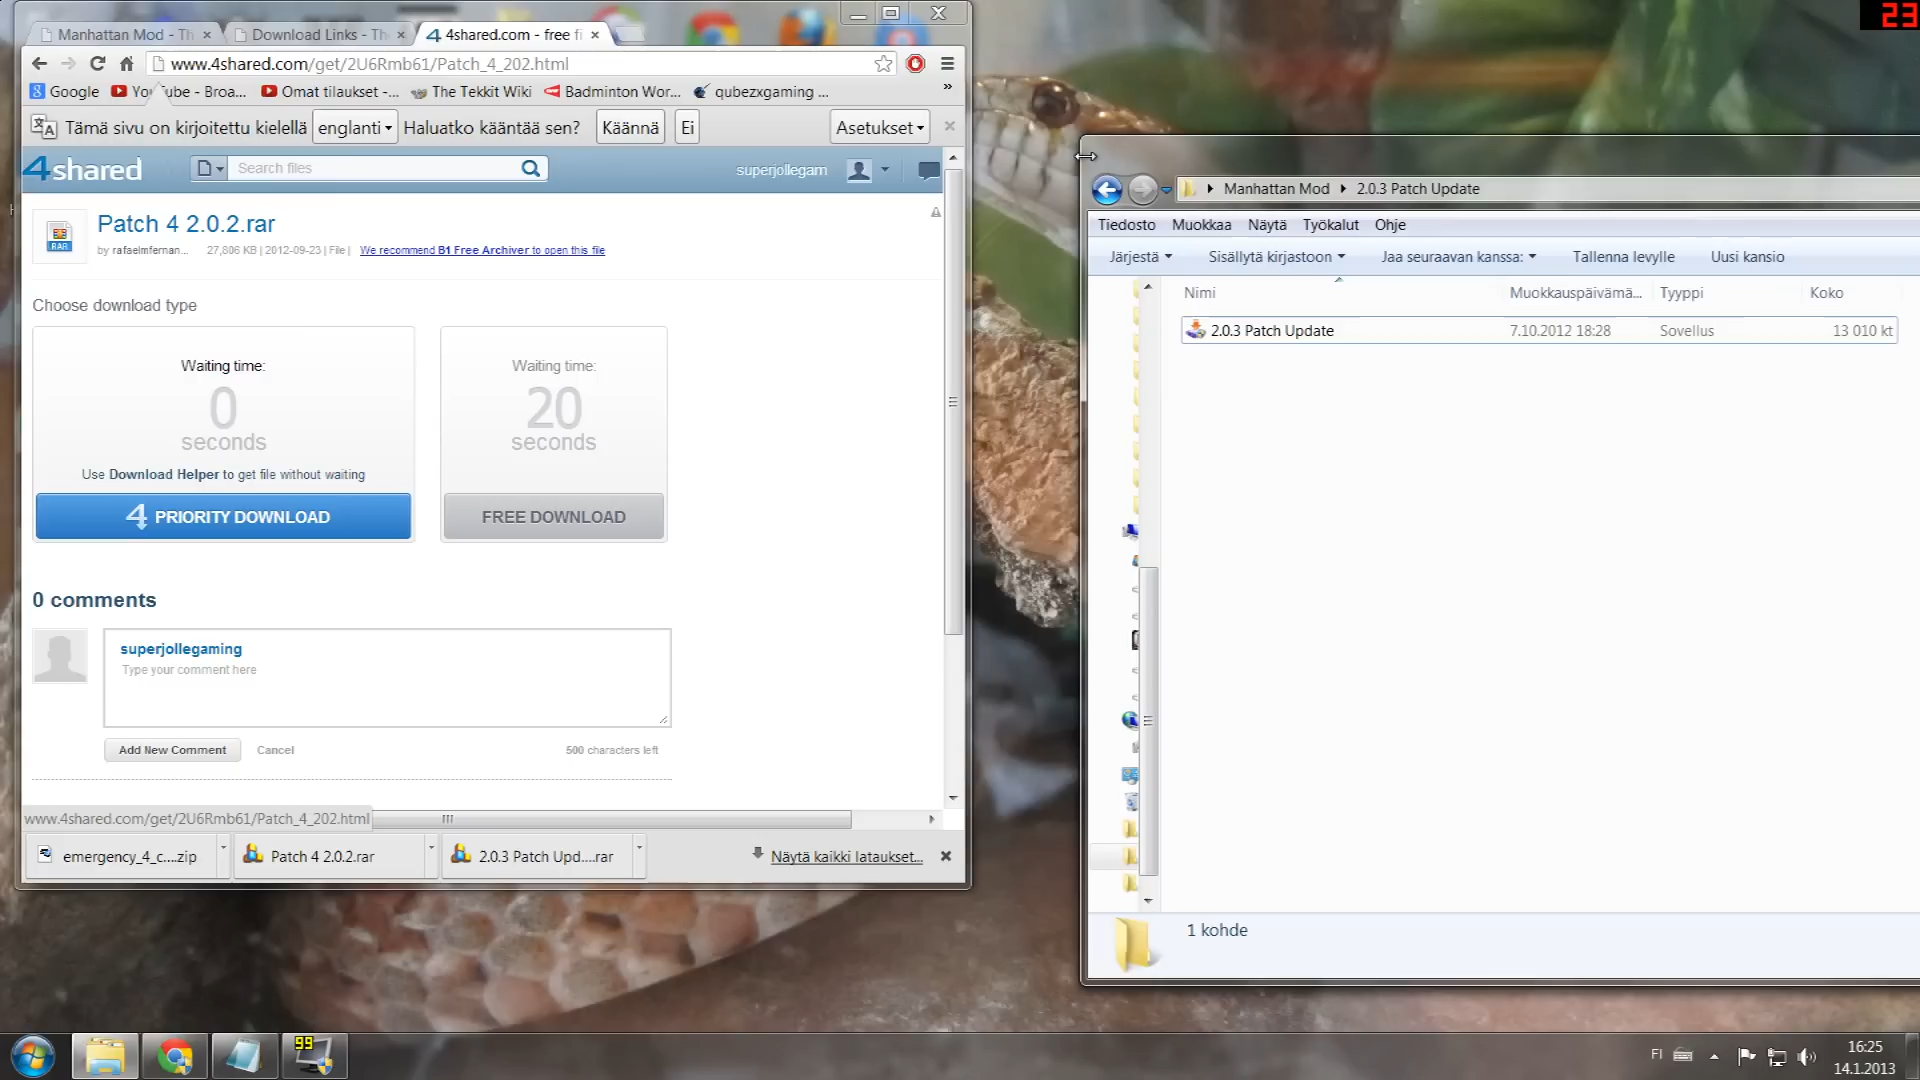 23
Manhattan Mod - Th
Download Links - The
4shared.com - free fi
www.4shared.com/get/2U6Rmb61/Patch_4_202.html
Google
YouTube - Broa...
Omat tilaukset -...
The Tekkit Wiki
Badminton Wor...
qubezxgaming ...
»
Tämä sivu on kirjoitettu kielellä
englanti
Haluatko kääntää sen?
Käännä
Ei
Asetukset
4shared
Search files
superjollegam
Patch 4 2.0.2.rar
RAR
by rafaelmfernan...
27,806 KB | 2012-09-23 | File |
We recommend B1 Free Archiver to open this file
Choose download type
Waiting time:
0
seconds
Use Download Helper to get file without waiting
4 PRIORITY DOWNLOAD
Waiting time:
20
seconds
FREE DOWNLOAD
0 comments
superjollegaming
Type your comment here
Add New Comment
Cancel
500 characters left
www.4shared.com/get/2U6Rmb61/Patch_4_202.html
emergency_4_c....zip
Patch 4 2.0.2.rar
2.0.3 Patch Upd....rar
Näytä kaikki lataukset...
Manhattan Mod
2.0.3 Patch Update
Tiedosto
Muokkaa
Näytä
Työkalut
Ohje
Järjestä
Sisällytä kirjastoon
Jaa seuraavan kanssa:
Tallenna levylle
Uusi kansio
Nimi
Muokkauspäivämä...
Tyyppi
Koko
2.0.3 Patch Update
7.10.2012 18:28
Sovellus
13 010 kt
1 kohde
99
FI
16:25
14.1.2013